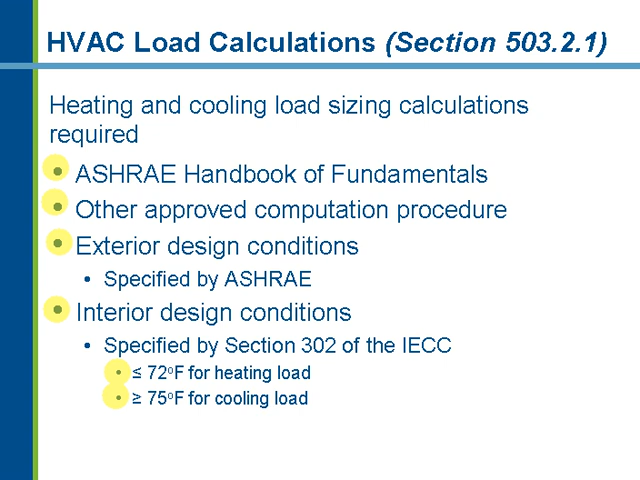 HVAC Load Calculations (Section 503.2.1)
Heating and cooling load sizing calculations
required
• ASHRAE Handbook of Fundamentals
• Other approved computation procedure
• Exterior design conditions
• Specified by ASHRAE
• Interior design conditions
• Specified by Section 302 of the IECC
• ≤ 72ºF for heating load
• ≥ 75ºF for cooling load